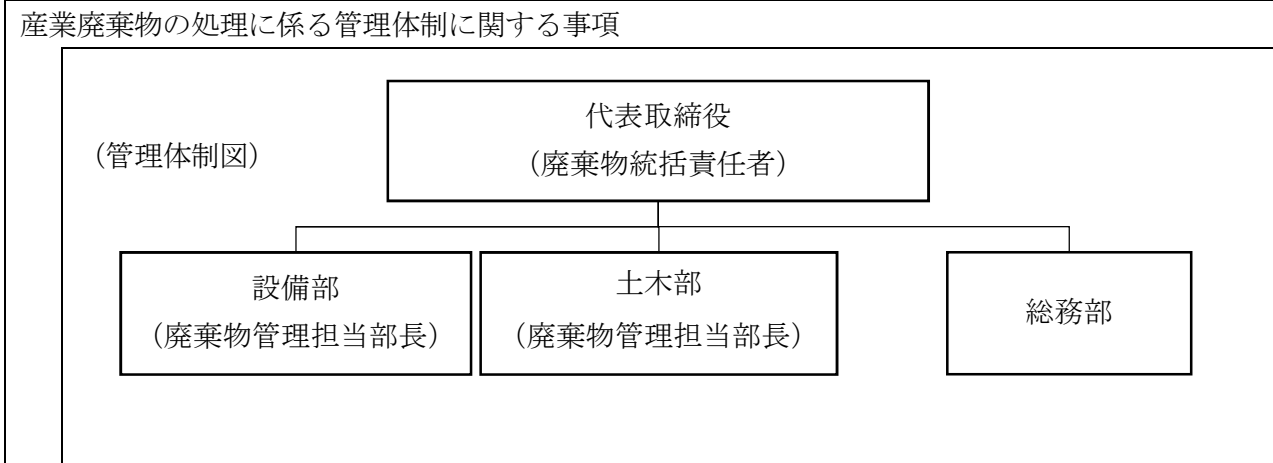 産業廃棄物の処理に係る管理体制に関する事項
(管理体制図)
代表取締役
(廃棄物統括責任者)
設備部
(廃棄物管理担当部長)
土木部
(廃棄物管理担当部長)
総務部